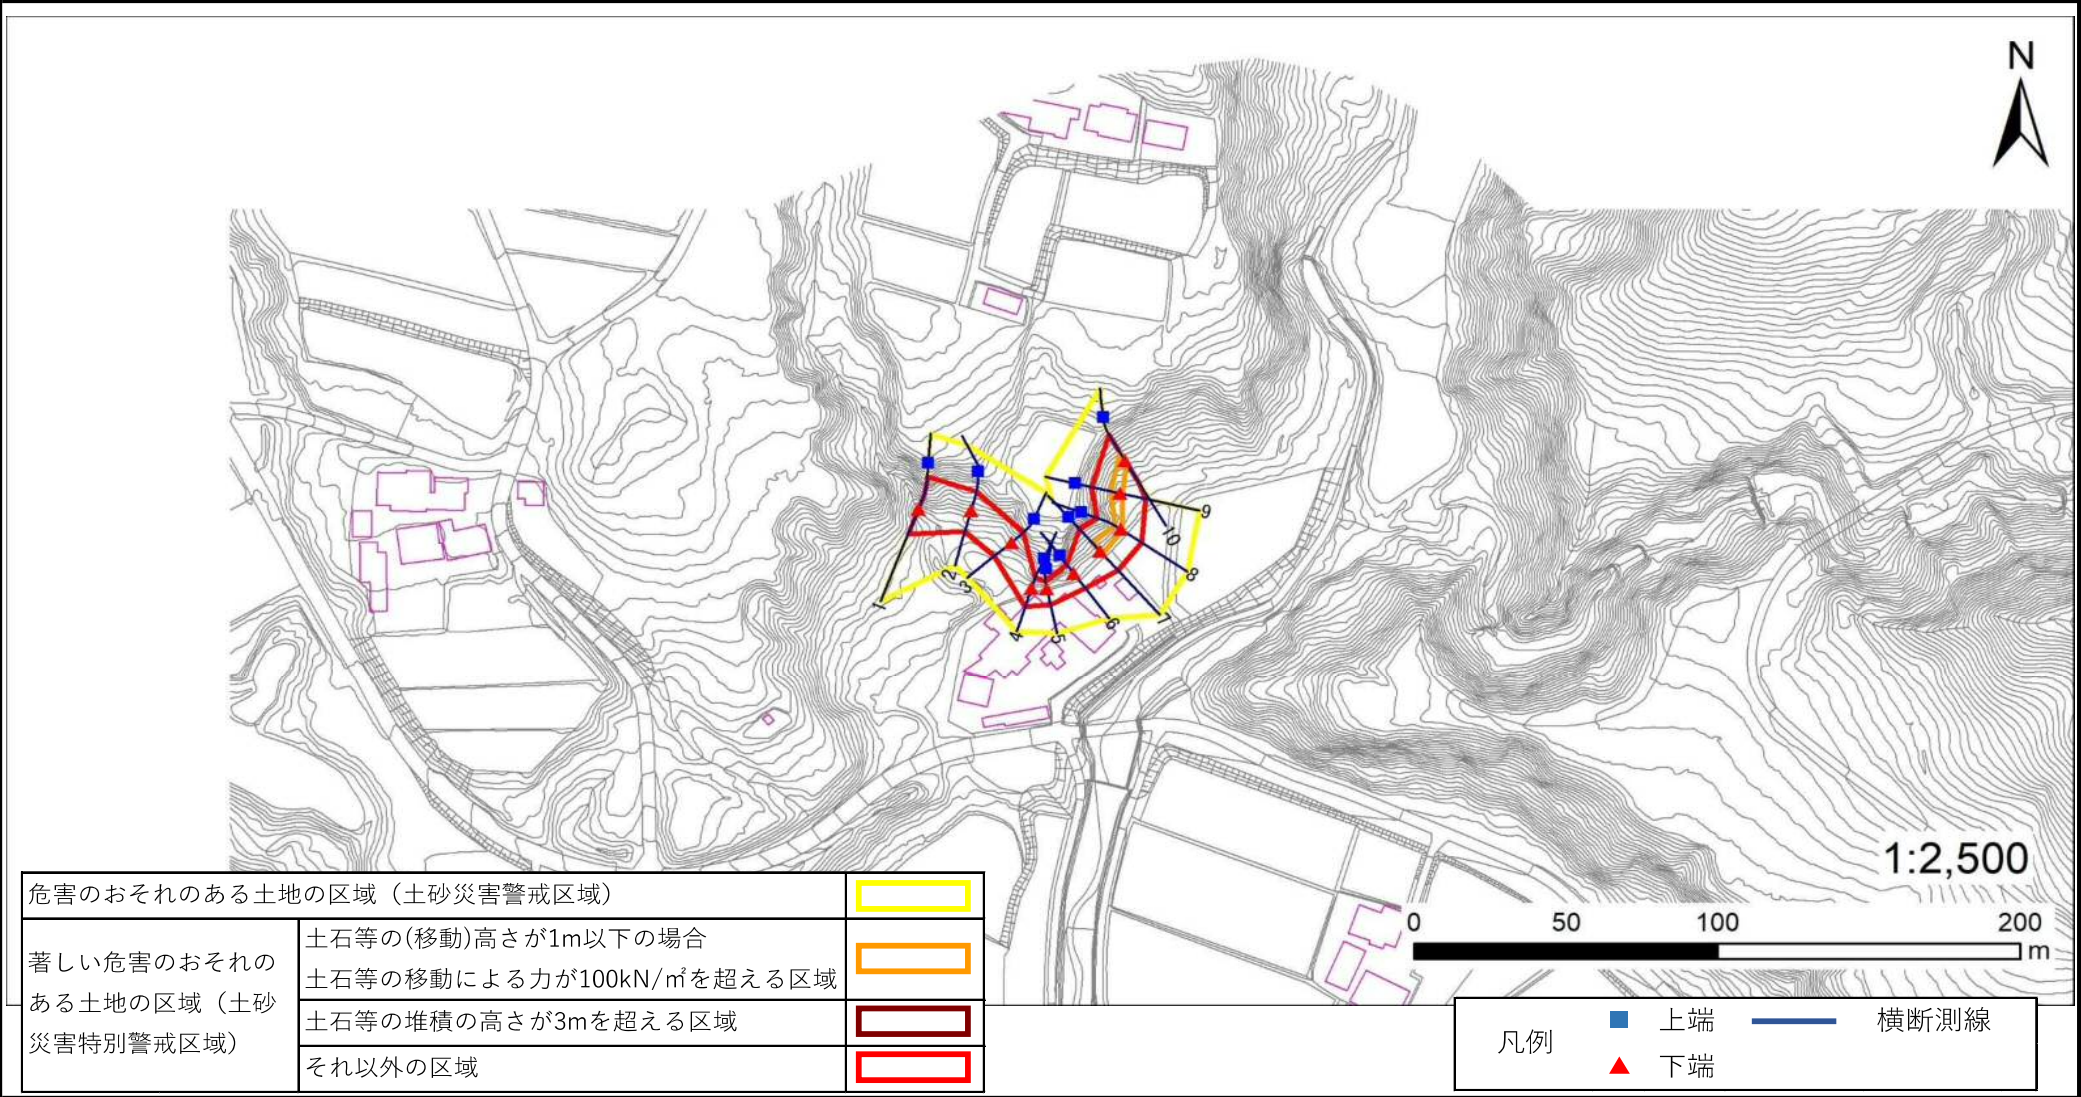 N
1
2
3
4
5
6
7
8
9
10
1:2,500
0 50 100 200
m
危害のおそれのある土地の区域（土砂災害警戒区域）
著しい危害のおそれの
ある土地の区域（土砂
災害特別警戒区域）
土石等の(移動)高さが1m以下の場合
土石等の移動による力が100kN/㎡を超える区域
土石等の堆積の高さが3mを超える区域
それ以外の区域
凡例
上端
横断測線
下端